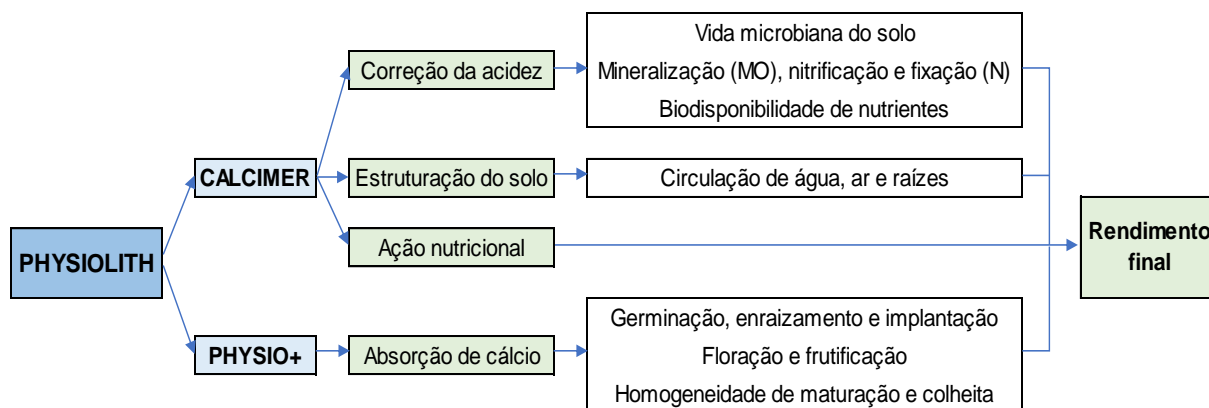 Vida microbiana do solo
Correção da acidez
Mineralização (MO), nitrificação e fixação (N)
Biodisponibilidade de nutrientes
CALCIMER
Estruturação do solo
Circulação de água, ar e raízes
PHYSIOLITH
Ação nutricional
Rendimento
final
Germinação, enraizamento e implantação
PHYSIO+
Absorção de cálcio
Floração e frutificação
Homogeneidade de maturação e colheita